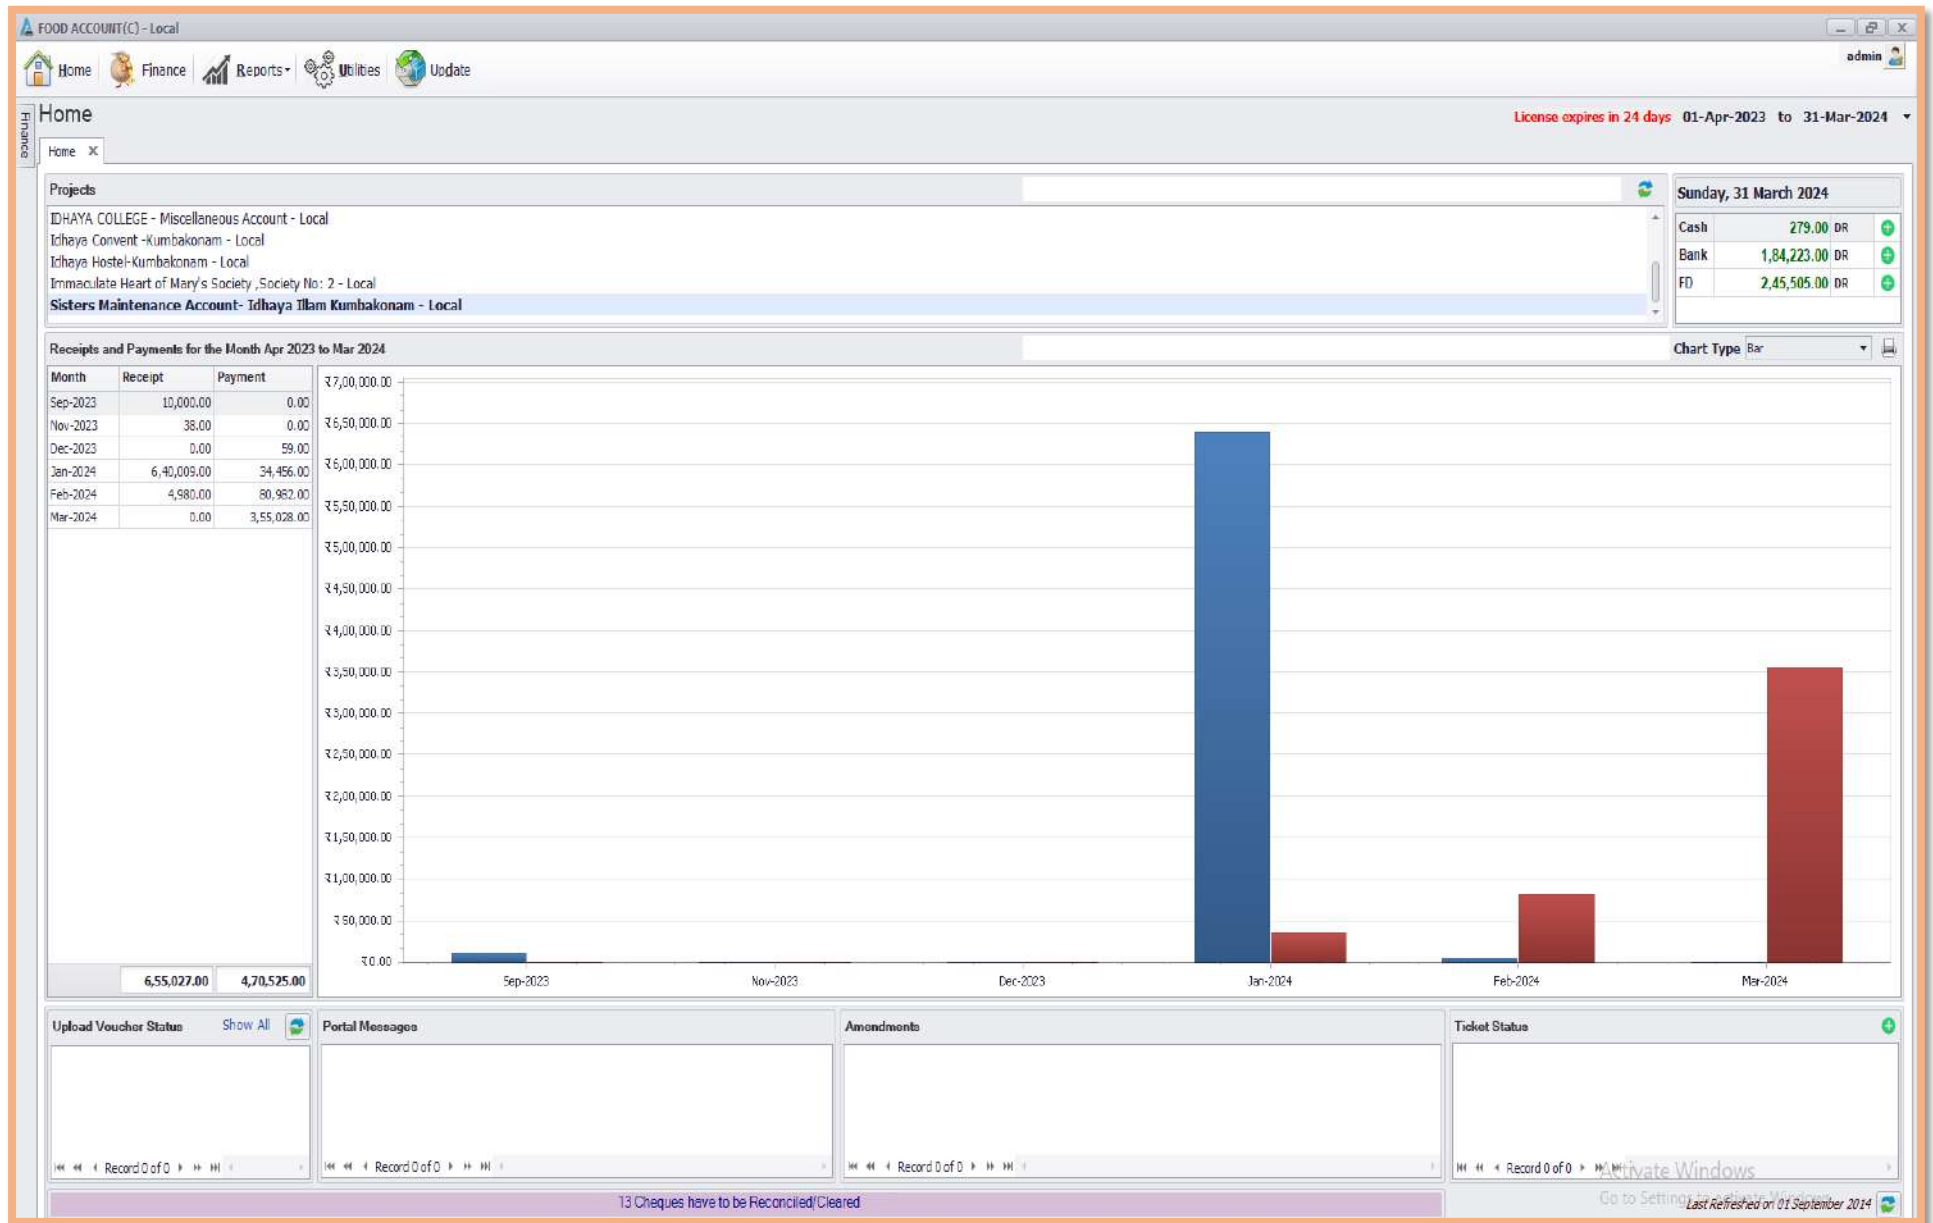 FOOD ACCOUNT(C) - Local
Home Finance Reports Utilities Update
admin
Finance
Home
License expires in 24 days 01-Apr-2023 to 31-Mar-2024
Home X
Projects
IDHAYA COLLEGE - Miscellaneous Account - Local
Idhaya Convent -Kumbakonam - Local
Idhaya Hostel-Kumbakonam - Local
Immaculate Heart of Mary's Society ,Society No: 2 - Local
Sisters Maintenance Account- Idhaya Illam Kumbakonam - Local
Sunday, 31 March 2024
Cash 279.00 DR
Bank 1,84,223.00 DR
FD 2,45,505.00 DR
Receipts and Payments for the Month Apr 2023 to Mar 2024
Chart Type Bar
Month Receipt Payment
Sep-2023 10,000.00 0.00
Nov-2023 38.00 0.00
Dec-2023 0.00 59.00
Jan-2024 6,40,009.00 34,456.00
Feb-2024 4,980.00 80,982.00
Mar-2024 0.00 3,55,028.00
6,55,027.00 4,70,525.00
₹7,00,000.00
₹6,50,000.00
₹6,00,000.00
₹5,50,000.00
₹5,00,000.00
₹4,50,000.00
₹4,00,000.00
₹3,50,000.00
₹3,00,000.00
₹2,50,000.00
₹2,00,000.00
₹1,50,000.00
₹1,00,000.00
₹50,000.00
₹0.00
Sep-2023 Nov-2023 Dec-2023 Jan-2024 Feb-2024 Mar-2024
Upload Voucher Status Show All
Record 0 of 0
Portal Messages
Record 0 of 0
Amendments
Record 0 of 0
Ticket Status
Record 0 of 0
Activate Windows
Go to Settings to activate Windows.
13 Cheques have to be Reconciled/Cleared
Last Refreshed on 01 September 2014